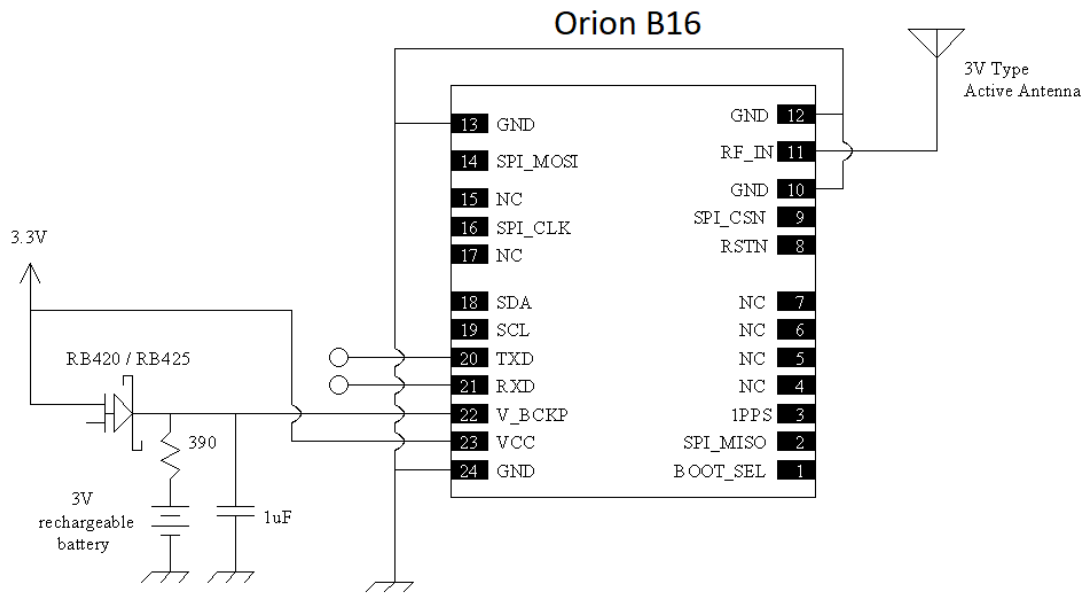 Orion B16
3V Type
Active Antenna
13 GND
14 SPI_MOSI
15 NC
16 SPI_CLK
17 NC
18 SDA
19 SCL
20 TXD
21 RXD
22 V_BCKP
23 VCC
24 GND
GND 12
RF_IN 11
GND 10
SPI_CSN 9
RSTN 8
NC 7
NC 6
NC 5
NC 4
1PPS 3
SPI_MISO 2
BOOT_SEL 1
3.3V
RB420 / RB425
390
3V
rechargeable
battery
1uF